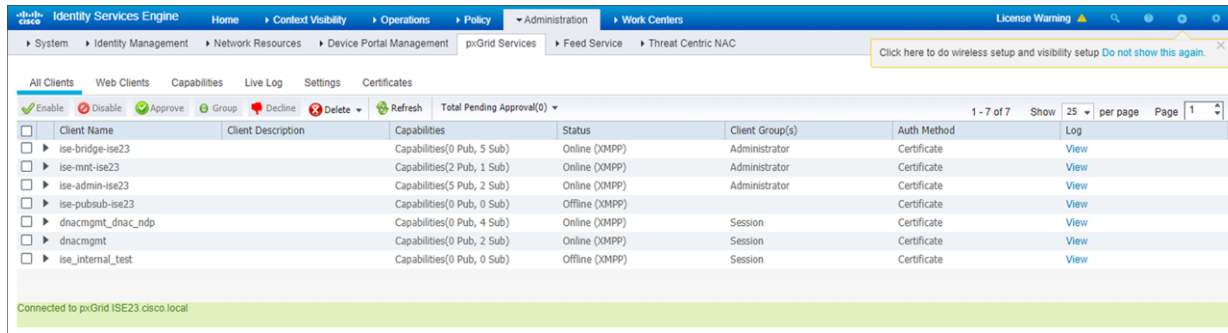 cisco Identity Services Engine Home Context Visibility Operations Policy Administration Work Centers License Warning
System Identity Management Network Resources Device Portal Management pxGrid Services Feed Service Threat Centric NAC
Click here to do wireless setup and visibility setup Do not show this again.
All Clients Web Clients Capabilities Live Log Settings Certificates
Enable Disable Approve Group Decline Delete Refresh Total Pending Approval(0) 1 - 7 of 7 Show 25 per page Page 1
Client Name Client Description Capabilities Status Client Group(s) Auth Method Log
ise-bridge-ise23 Capabilities(0 Pub, 5 Sub) Online (XMPP) Administrator Certificate View
ise-mnt-ise23 Capabilities(2 Pub, 1 Sub) Online (XMPP) Administrator Certificate View
ise-admin-ise23 Capabilities(5 Pub, 2 Sub) Online (XMPP) Administrator Certificate View
ise-pubsub-ise23 Capabilities(0 Pub, 0 Sub) Offline (XMPP) Certificate View
dnacmgmt_dnac_ndp Capabilities(0 Pub, 4 Sub) Online (XMPP) Session Certificate View
dnacmgmt Capabilities(0 Pub, 2 Sub) Online (XMPP) Session Certificate View
ise_internal_test Capabilities(0 Pub, 0 Sub) Offline (XMPP) Session Certificate View
Connected to pxGrid ISE23.cisco.local